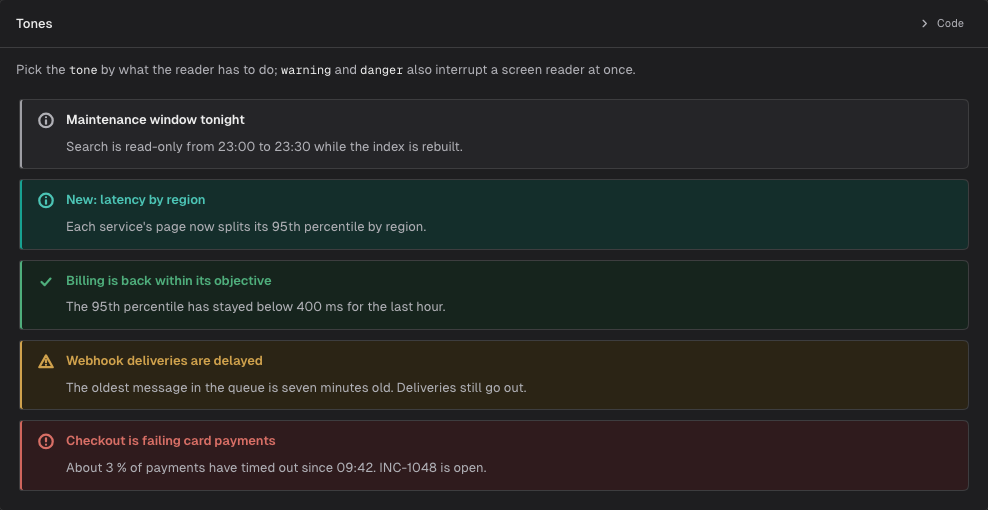 Tones
Code
Pick the tone by what the reader has to do; warning and danger also interrupt a screen reader at once.
Maintenance window tonight
Search is read-only from 23:00 to 23:30 while the index is rebuilt.
New: latency by region
Each service's page now splits its 95th percentile by region.
Billing is back within its objective
The 95th percentile has stayed below 400 ms for the last hour.
Webhook deliveries are delayed
The oldest message in the queue is seven minutes old. Deliveries still go out.
Checkout is failing card payments
About 3 % of payments have timed out since 09:42. INC-1048 is open.